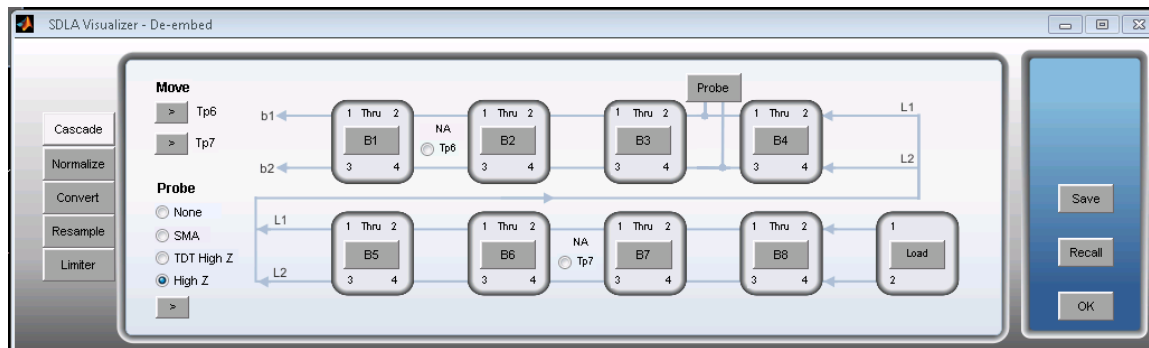 SDLA Visualizer - De-embed
Cascade
Normalize
Convert
Resample
Limiter
Move
> Tp6
> Tp7
Probe
None
SMA
TDT High Z
High Z
>
Probe
b1
b2
1 Thru 2
B1
3 4
NA
Tp6
1 Thru 2
B2
3 4
1 Thru 2
B3
3 4
1 Thru 2
B4
3 4
L1
L2
L1
L2
1 Thru 2
B5
3 4
1 Thru 2
B6
3 4
NA
Tp7
1 Thru 2
B7
3 4
1 Thru 2
B8
3 4
1
Load
2
Save
Recall
OK